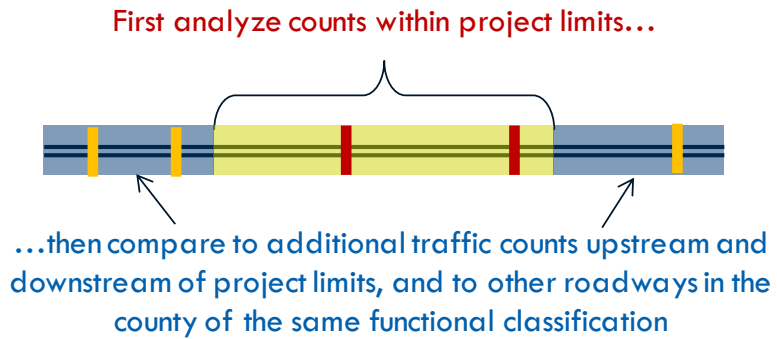 First analyze counts within project limits…
…then compare to additional traffic counts upstream and
downstream of project limits, and to other roadways in the
county of the same functional classification